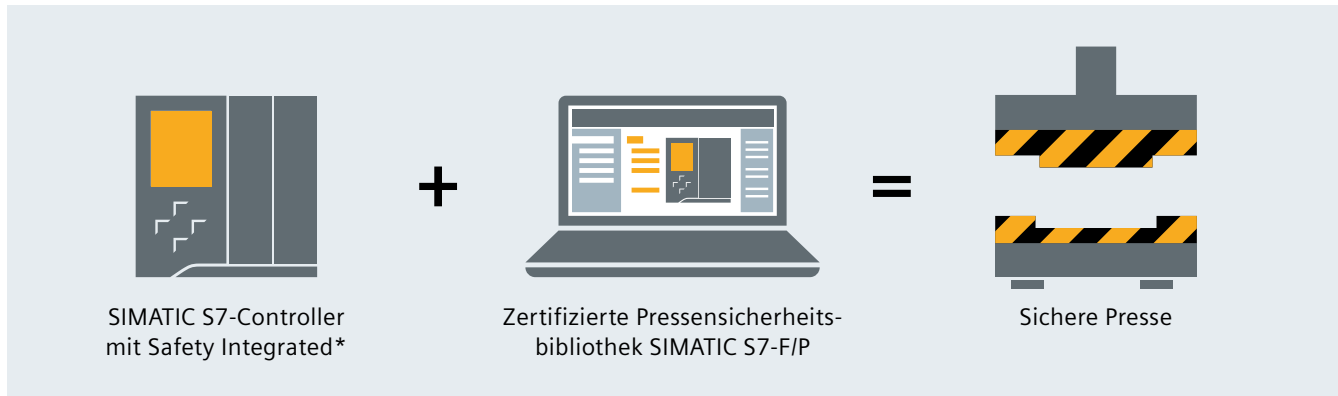 SIMATIC S7-Controller
mit Safety Integrated*
+
Zertifizierte Pressensicherheits-
bibliothek SIMATIC S7-F/P
=
Sichere Presse